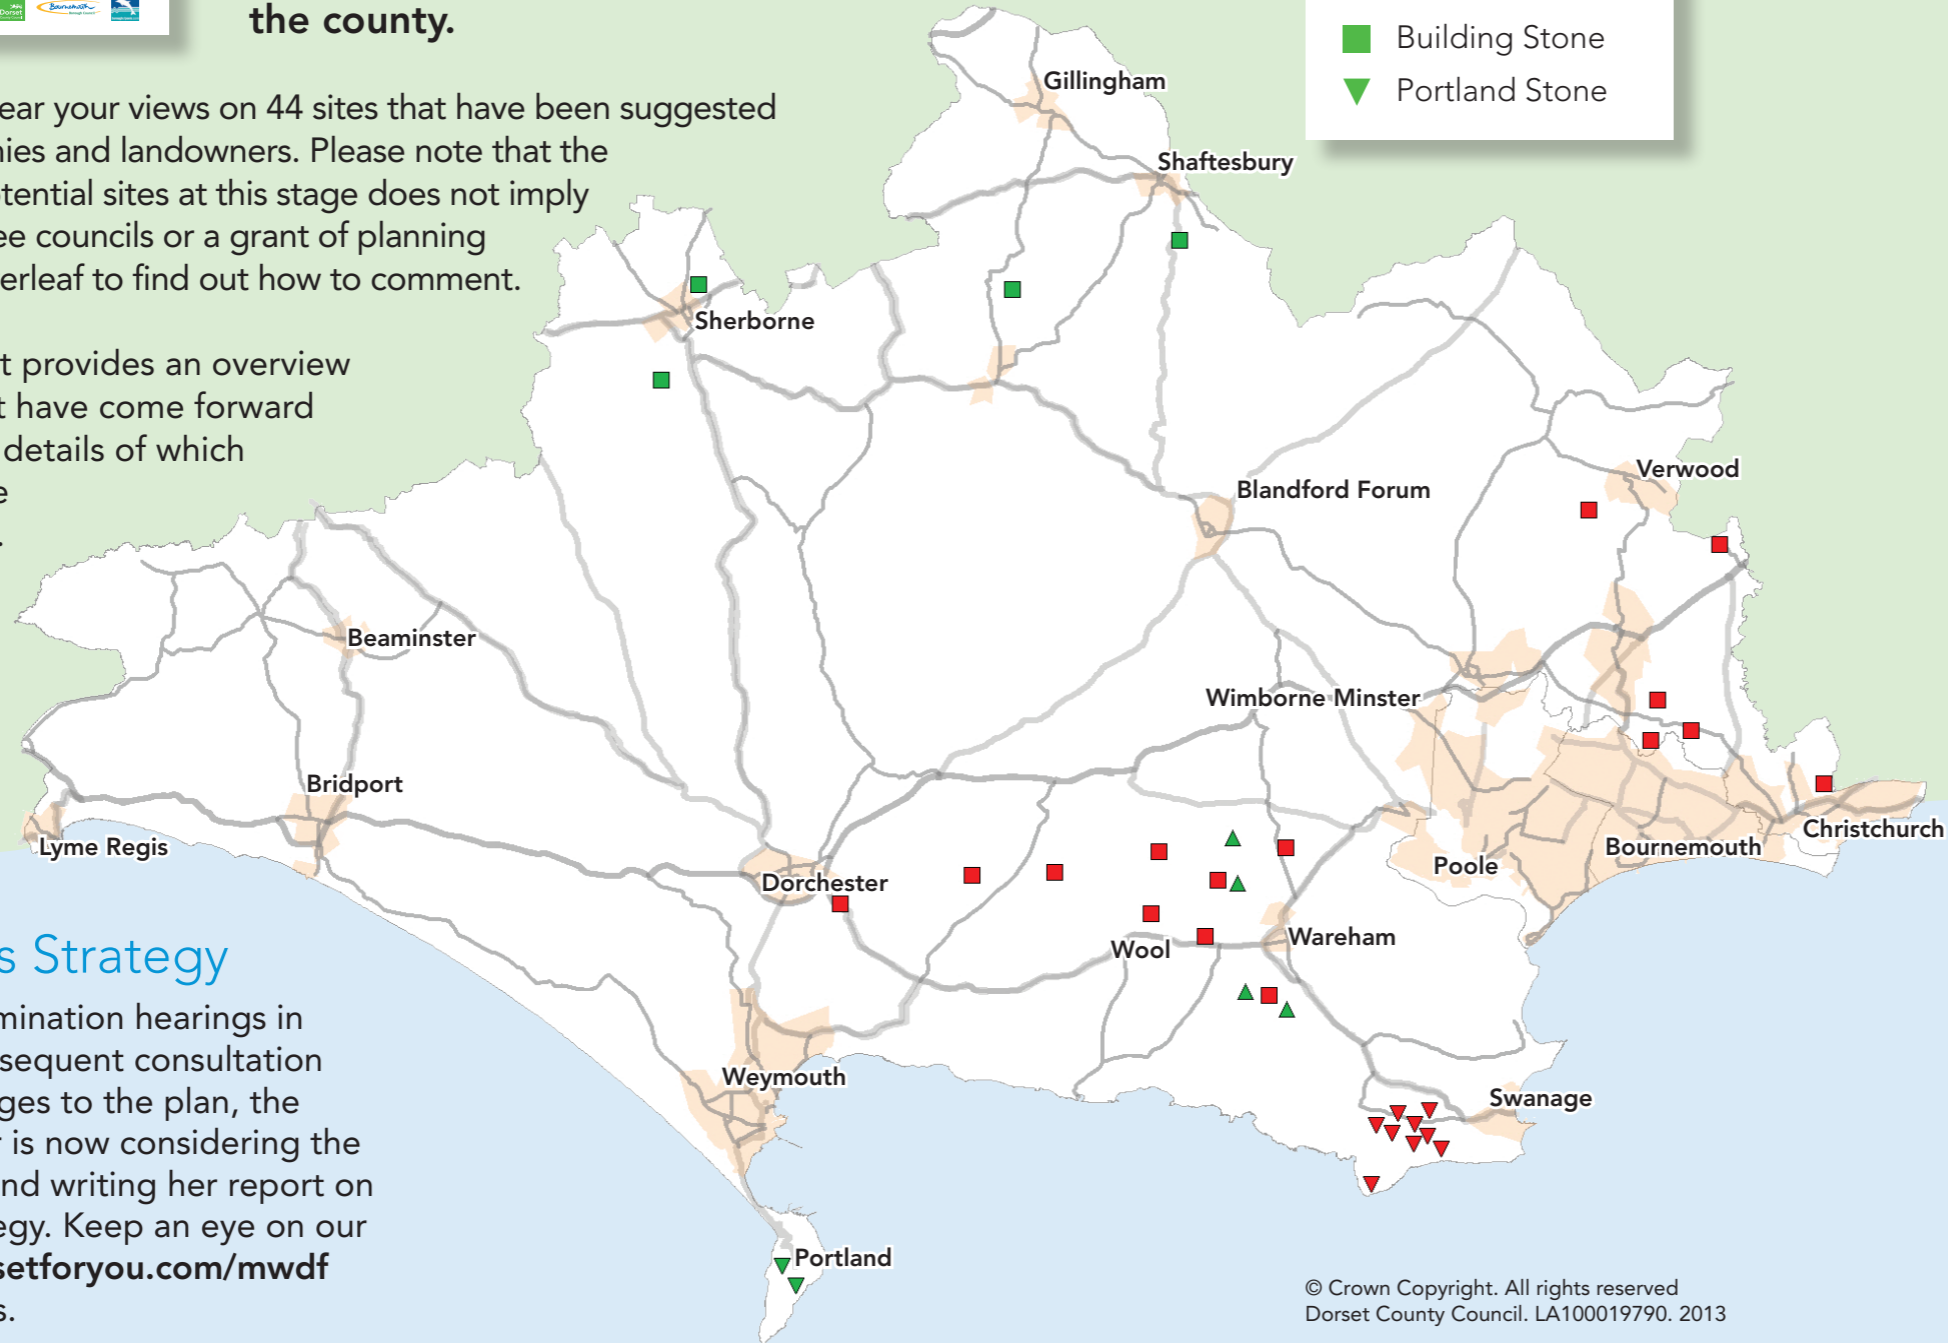 the county.
ear your views on 44 sites that have been suggested
nies and landowners. Please note that the
otential sites at this stage does not imply
ee councils or a grant of planning
erleaf to find out how to comment.
t provides an overview
t have come forward
details of which
e
.
s Strategy
mination hearings in
sequent consultation
ges to the plan, the
r is now considering the
nd writing her report on
egy. Keep an eye on our
setforyou.com/mwdf
s.
Building Stone
Portland Stone
Gillingham
Shaftesbury
Sherborne
Verwood
Blandford Forum
Beaminster
Wimborne Minster
Bridport
Lyme Regis
Christchurch
Bournemouth
Poole
Dorchester
Wareham
Wool
Weymouth
Swanage
Portland
© Crown Copyright. All rights reserved
Dorset County Council. LA100019790. 2013
Dorset
Bournemouth